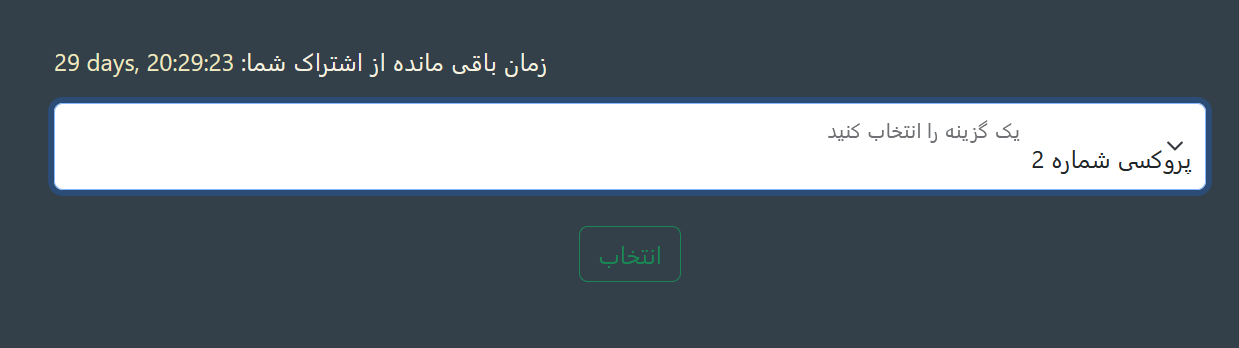 زمان باقی مانده از اشتراک شما: 29 days, 20:29:23
یک گزینه را انتخاب کنید
پروکسی شماره 2
انتخاب